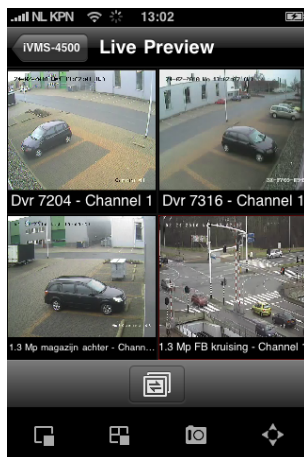 NL KPN 13:02
iVMS-4500 Live Preview
Dvr 7204 - Channel 1 Dvr 7316 - Channel 1
1.3 Mp magazijn achter - Chann... 1.3 Mp FB kruising - Channel 1